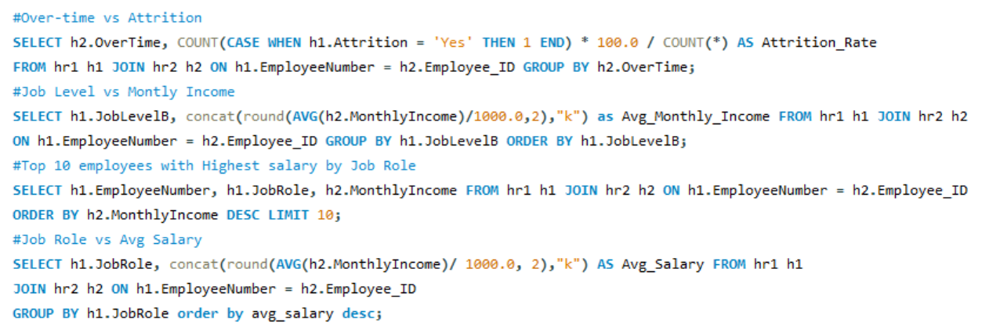 #Over-time vs Attrition
SELECT h2.OverTime, COUNT(CASE WHEN h1.Attrition = 'Yes' THEN 1 END) * 100.0 / COUNT(*) AS Attrition_Rate
FROM hr1 h1 JOIN hr2 h2 ON h1.EmployeeNumber = h2.Employee_ID GROUP BY h2.OverTime;
#Job Level vs Montly Income
SELECT h1.JobLevelB, concat(round(AVG(h2.MonthlyIncome)/1000.0,2),"k") as Avg_Monthly_Income FROM hr1 h1 JOIN hr2 h2
ON h1.EmployeeNumber = h2.Employee_ID GROUP BY h1.JobLevelB ORDER BY h1.JobLevelB;
#Top 10 employees with Highest salary by Job Role
SELECT h1.EmployeeNumber, h1.JobRole, h2.MonthlyIncome FROM hr1 h1 JOIN hr2 h2 ON h1.EmployeeNumber = h2.Employee_ID
ORDER BY h2.MonthlyIncome DESC LIMIT 10;
#Job Role vs Avg Salary
SELECT h1.JobRole, concat(round(AVG(h2.MonthlyIncome)/ 1000.0, 2),"k") AS Avg_Salary FROM hr1 h1
JOIN hr2 h2 ON h1.EmployeeNumber = h2.Employee_ID
GROUP BY h1.JobRole order by avg_salary desc;